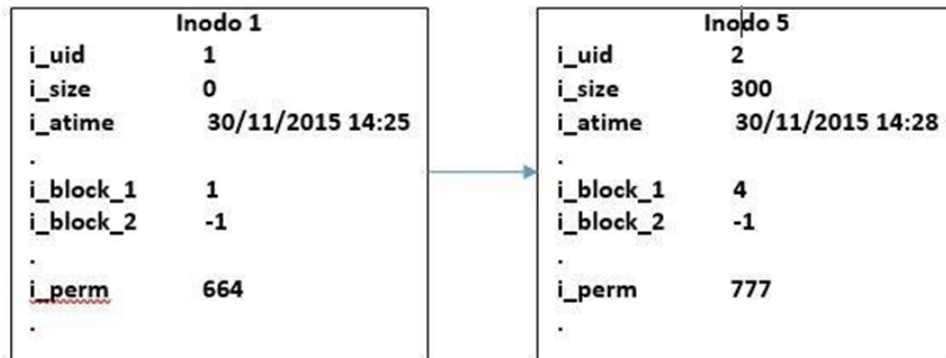 Inodo 1
i_uid 1
i_size 0
i_atime 30/11/2015 14:25
.
i_block_1 1
i_block_2 -1
.
i_perm 664
.
Inodo 5
i_uid 2
i_size 300
i_atime 30/11/2015 14:28
.
i_block_1 4
i_block_2 -1
.
i_perm 777
.